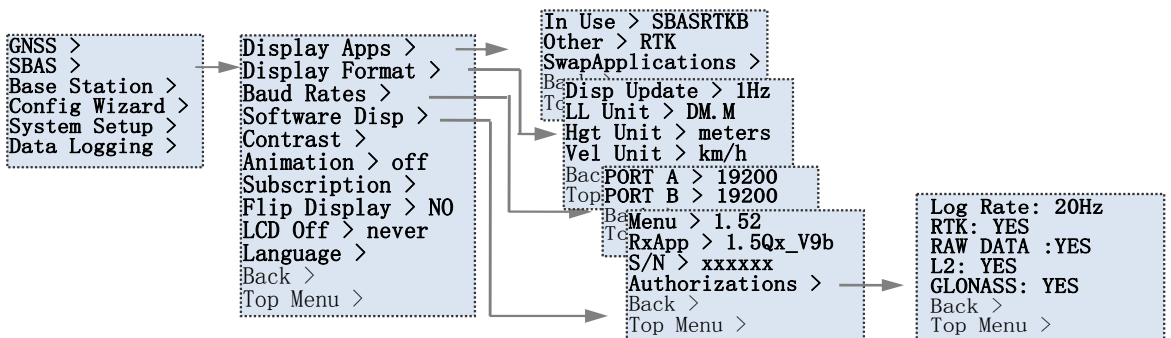 GNSS >
SBAS >
Base Station >
Config Wizard >
System Setup >
Data Logging >
Display Apps >
Display Format >
Baud Rates >
Software Disp >
Contrast >
Animation > off
Subscription >
Flip Display > NO
LCD Off > never
Language >
Back >
Top Menu >
In Use > SBASRTKB
Other > RTK
SwapApplications >
Disp Update > 1Hz
LL Unit > DM.M
Hgt Unit > meters
Vel Unit > km/h
Top
PORT A > 19200
PORT B > 19200
Menu > 1.52
RxApp > 1.5Qx_V9b
S/N > xxxxxx
Authorizations >
Back >
Top Menu >
Log Rate: 20Hz
RTK: YES
RAW DATA :YES
L2: YES
GLONASS: YES
Back >
Top Menu >